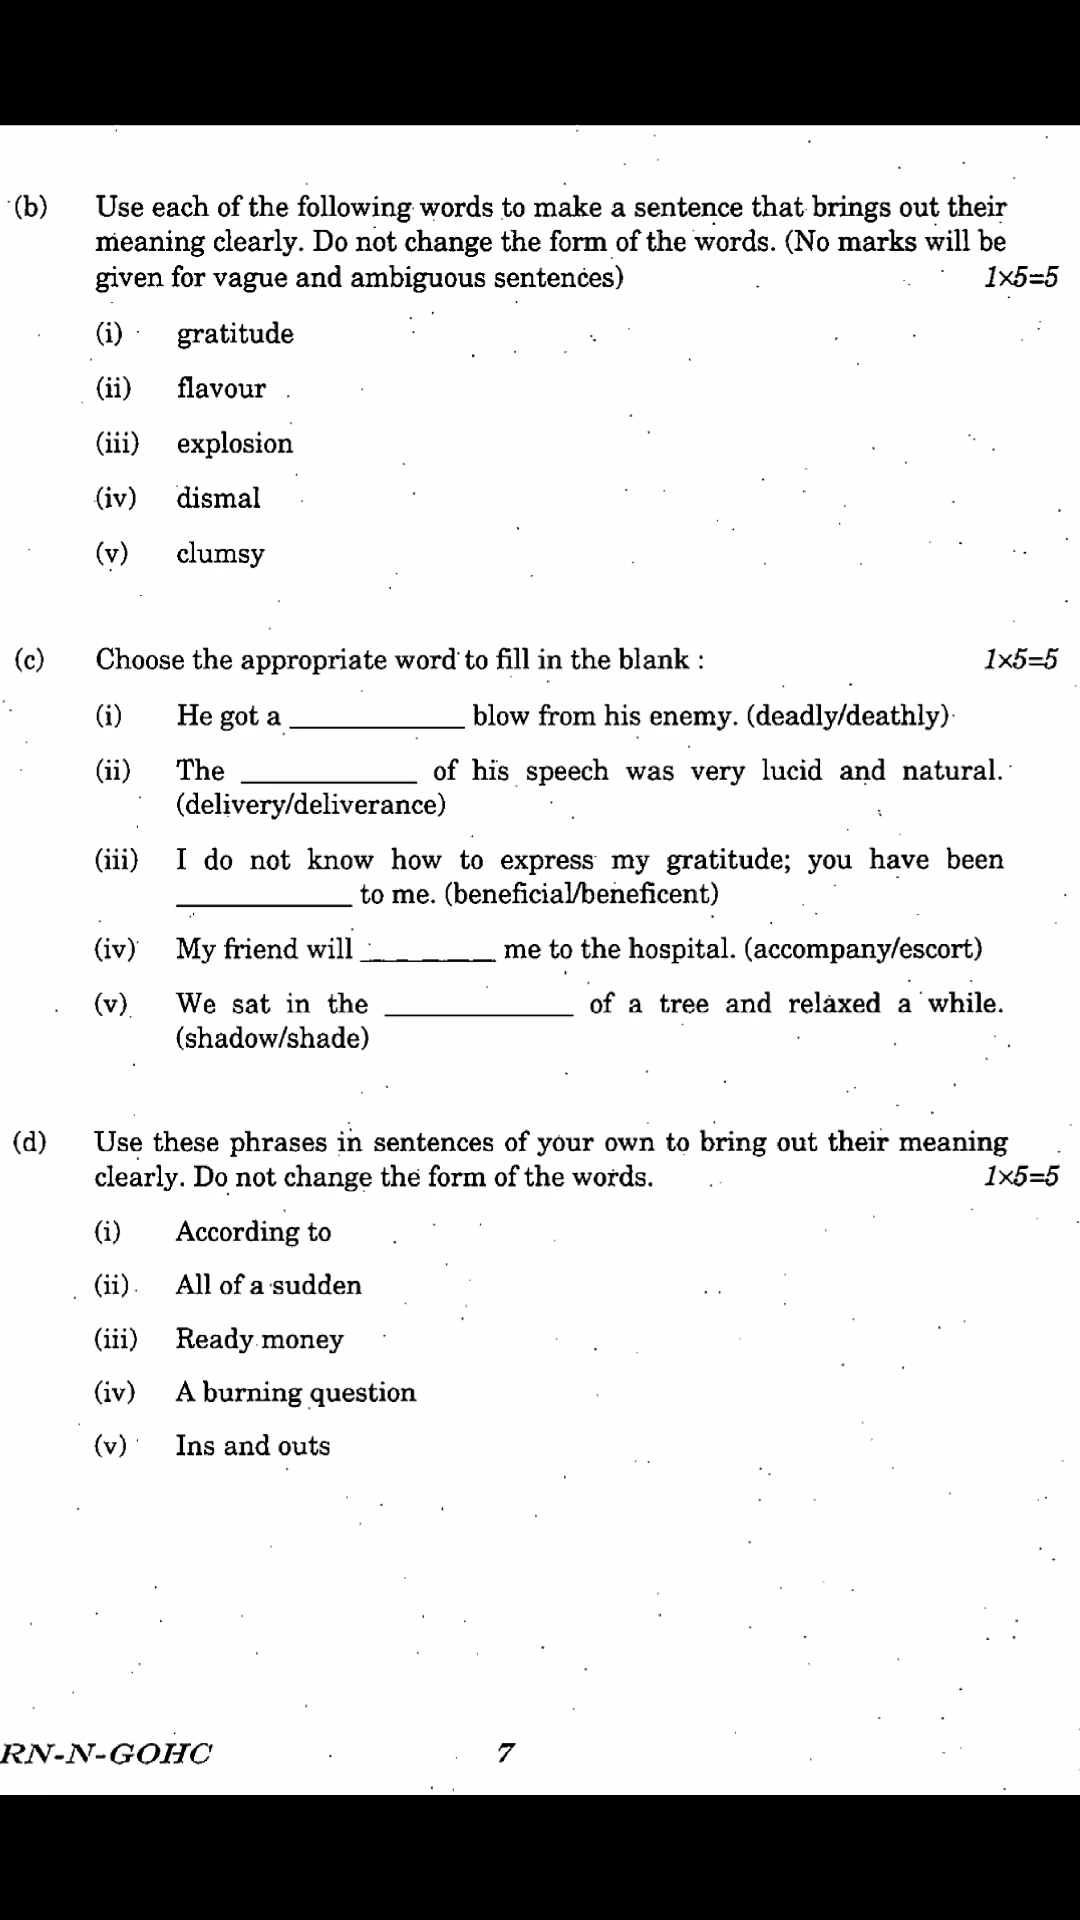 (b) Use each of the following words to make a sentence that brings out their
meaning clearly. Do not change the form of the words. (No marks will be
given for vague and ambiguous sentences) 1×5=5
(i) gratitude
(ii) flavour
(iii) explosion
(iv) dismal
(v) clumsy
(c) Choose the appropriate word to fill in the blank : 1×5=5
(i) He got a ____________ blow from his enemy. (deadly/deathly)
(ii) The ____________ of his speech was very lucid and natural.
(delivery/deliverance)
(iii) I do not know how to express my gratitude; you have been
____________ to me. (beneficial/beneficent)
(iv) My friend will _________ me to the hospital. (accompany/escort)
(v) We sat in the _____________ of a tree and relaxed a while.
(shadow/shade)
(d) Use these phrases in sentences of your own to bring out their meaning
clearly. Do not change the form of the words. 1×5=5
(i) According to
(ii) All of a sudden
(iii) Ready money
(iv) A burning question
(v) Ins and outs
RN-N-GOHC 7